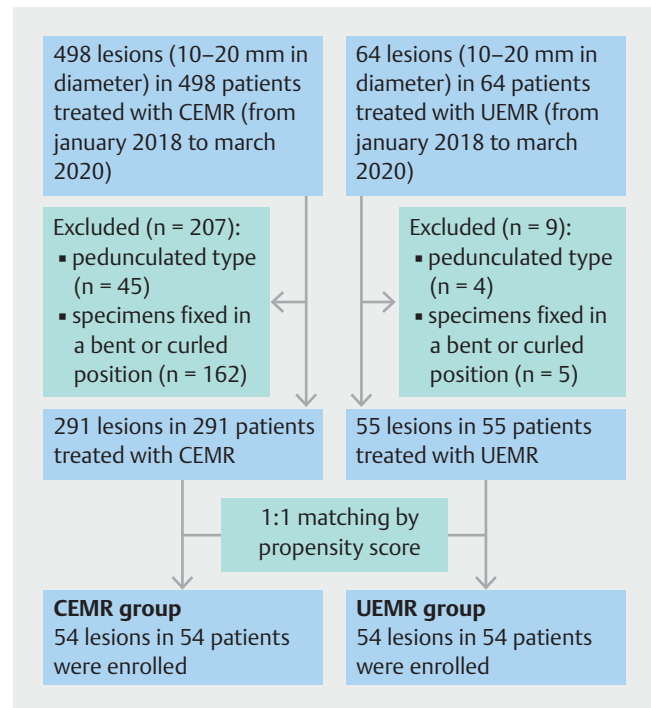 498 lesions (10–20 mm in
diameter) in 498 patients
treated with CEMR (from
january 2018 to march
2020)
64 lesions (10–20 mm in
diameter) in 64 patients
treated with UEMR (from
january 2018 to march
2020)
Excluded (n = 207):
▪ pedunculated type
(n = 45)
▪ specimens fixed in
a bent or curled
position (n = 162)
Excluded (n = 9):
▪ pedunculated type
(n = 4)
▪ specimens fixed in
a bent or curled
position (n = 5)
291 lesions in 291 patients
treated with CEMR
55 lesions in 55 patients
treated with UEMR
1:1 matching by
propensity score
CEMR group
54 lesions in 54 patients
were enrolled
UEMR group
54 lesions in 54 patients
were enrolled